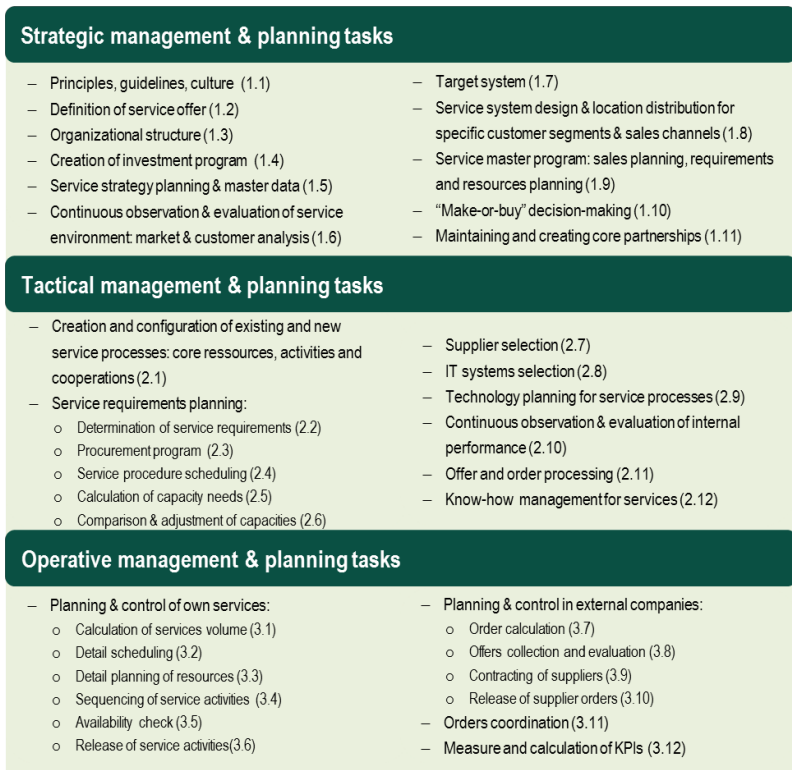 Strategic management & planning tasks
– Principles, guidelines, culture (1.1)
– Definition of service offer (1.2)
– Organizational structure (1.3)
– Creation of investment program (1.4)
– Service strategy planning & master data (1.5)
– Continuous observation & evaluation of service
environment: market & customer analysis (1.6)
– Target system (1.7)
– Service system design & location distribution for
specific customer segments & sales channels (1.8)
– Service master program: sales planning, requirements
and resources planning (1.9)
– “Make-or-buy” decision-making (1.10)
– Maintaining and creating core partnerships (1.11)
Tactical management & planning tasks
– Creation and configuration of existing and new
service processes: core ressources, activities and
cooperations (2.1)
– Service requirements planning:
o Determination of service requirements (2.2)
o Procurement program (2.3)
o Service procedure scheduling (2.4)
o Calculation of capacity needs (2.5)
o Comparison & adjustment of capacities (2.6)
– Supplier selection (2.7)
– IT systems selection (2.8)
– Technology planning for service processes (2.9)
– Continuous observation & evaluation of internal
performance (2.10)
– Offer and order processing (2.11)
– Know-how management for services (2.12)
Operative management & planning tasks
– Planning & control of own services:
o Calculation of services volume (3.1)
o Detail scheduling (3.2)
o Detail planning of resources (3.3)
o Sequencing of service activities (3.4)
o Availability check (3.5)
o Release of service activities(3.6)
– Planning & control in external companies:
o Order calculation (3.7)
o Offers collection and evaluation (3.8)
o Contracting of suppliers (3.9)
o Release of supplier orders (3.10)
– Orders coordination (3.11)
– Measure and calculation of KPIs (3.12)